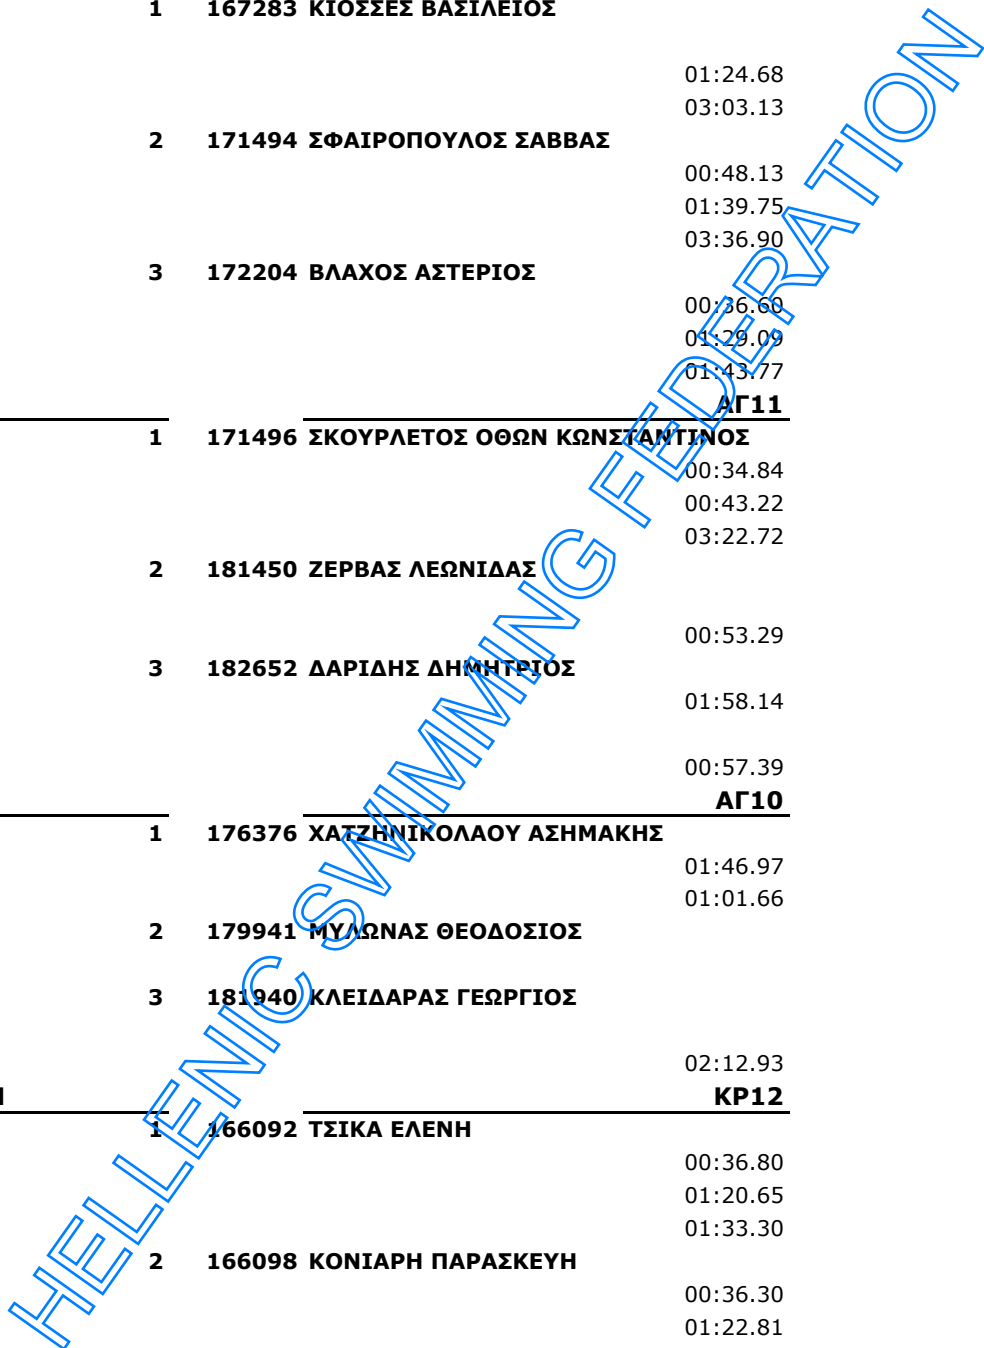 1 167283 ΚΙΟΣΣΕΣ ΒΑΣΙΛΕΙΟΣ
01:24.68
03:03.13
2 171494 ΣΦΑΙΡΟΠΟΥΛΟΣ ΣΑΒΒΑΣ
00:48.13
01:39.75
03:36.90
3 172204 ΒΛΑΧΟΣ ΑΣΤΕΡΙΟΣ
00:36.60
01:29.09
01:43.77
ΑΓ11
1 171496 ΣΚΟΥΡΛΕΤΟΣ ΟΘΩΝ ΚΩΝΣΤΑΝΤΙΝΟΣ
00:34.84
00:43.22
03:22.72
2 181450 ΖΕΡΒΑΣ ΛΕΩΝΙΔΑΣ
00:53.29
3 182652 ΔΑΡΙΔΗΣ ΔΗΜΗΤΡΙΟΣ
01:58.14
00:57.39
ΑΓ10
1 176376 ΧΑΤΖΗΝΙΚΟΛΑΟΥ ΑΣΗΜΑΚΗΣ
01:46.97
01:01.66
2 179941 ΜΥΛΩΝΑΣ ΘΕΟΔΟΣΙΟΣ
3 181940 ΚΛΕΙΔΑΡΑΣ ΓΕΩΡΓΙΟΣ
02:12.93
ΚΡ12
1 166092 ΤΣΙΚΑ ΕΛΕΝΗ
00:36.80
01:20.65
01:33.30
2 166098 ΚΟΝΙΑΡΗ ΠΑΡΑΣΚΕΥΗ
00:36.30
01:22.81
HELLENIC SWIMMING FEDERATION